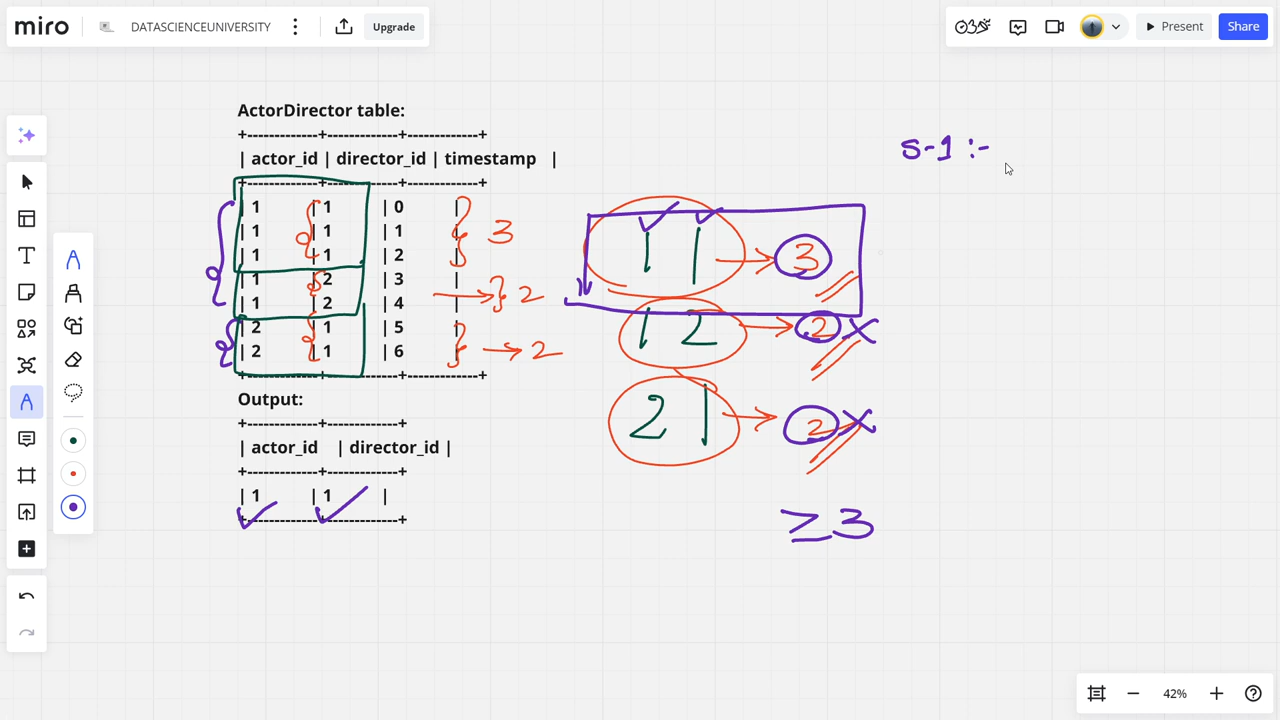 miro DATASCIENCEUNIVERSITY Upgrade Present Share
ActorDirector table:
+-------------+-------------+-------------+
| actor_id | director_id | timestamp |
+-------------+-------------+-------------+
| 1 | 1 | 0 |
| 1 | 1 | 1 | 3
| 1 | 1 | 2 |
| 1 | 2 | 3 |
| 1 | 2 | 4 | 2
| 2 | 1 | 5 |
| 2 | 1 | 6 | 2
+-------------+-------------+-------------+
Output:
+-------------+-------------+
| actor_id | director_id |
+-------------+-------------+
| 1 | 1 |
+-------------+-------------+
S-1 :-
1 1 → 3
1 2 → 2 X
2 1 → 2 X
≥3
42%